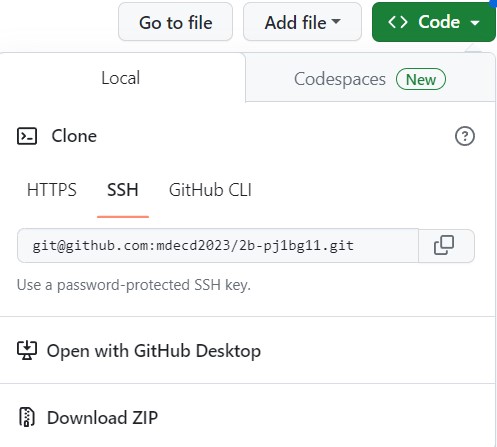 Go to file Add file <> Code
Local Codespaces New
Clone
HTTPS SSH GitHub CLI
git@github.com:mdecd2023/2b-pj1bg11.git
Use a password-protected SSH key.
Open with GitHub Desktop
Download ZIP